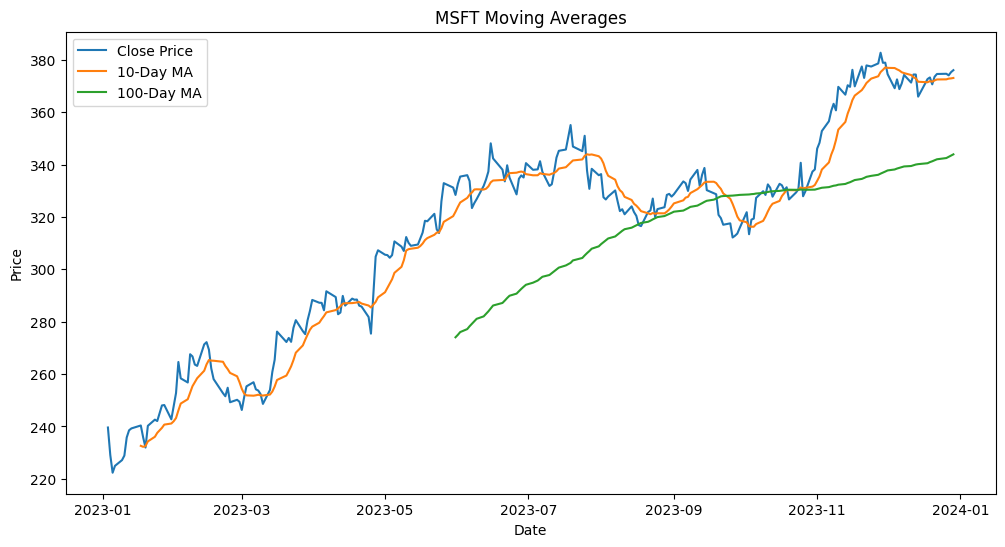 MSFT Moving Averages
Close Price
10-Day MA
100-Day MA
Price
380
360
340
320
300
280
260
240
220
2023-01 2023-03 2023-05 2023-07 2023-09 2023-11 2024-01
Date